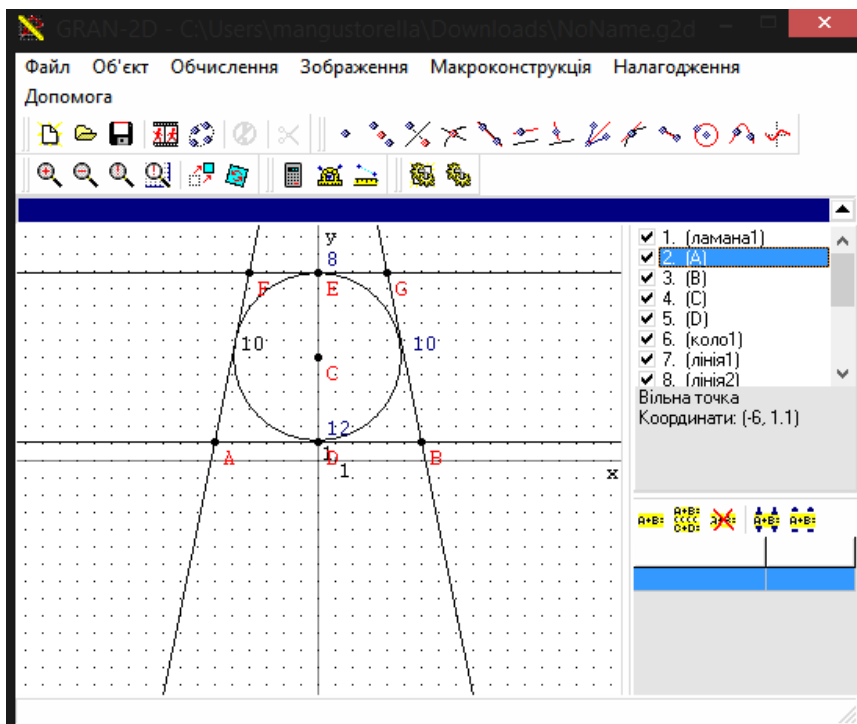 GRAN-2D - C:\Users\mangustorella\Downloads\NoName.g2d
Файл Об'єкт Обчислення Зображення Макроконструкція Налагодження
Допомога
y
8
F E G
10 10
C
12
A D B
1
1
x
1. (ламана1)
2. (A)
3. (B)
4. (C)
5. (D)
6. (коло1)
7. (лінія1)
8. (лінія2)
Вільна точка
Координати: (-6, 1.1)